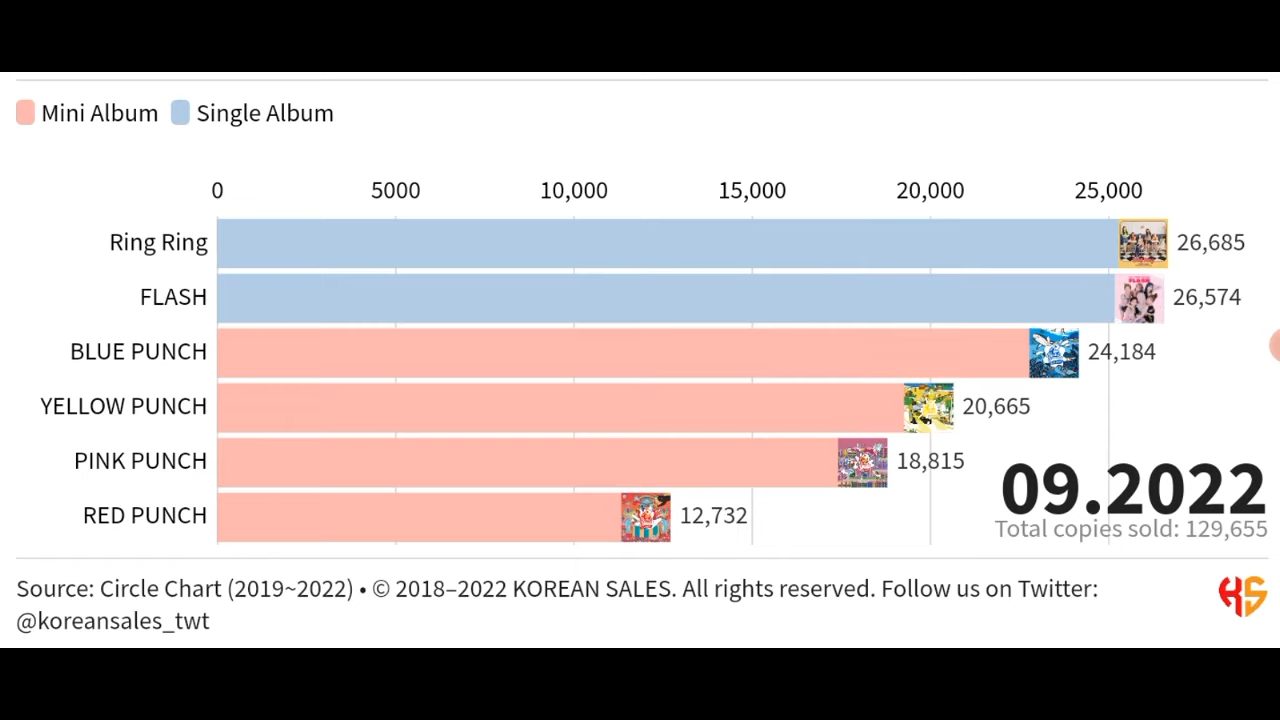 Mini Album Single Album
0 5000 10,000 15,000 20,000 25,000
Ring Ring 26,685
FLASH 26,574
BLUE PUNCH 24,184
YELLOW PUNCH 20,665
PINK PUNCH 18,815
RED PUNCH 12,732
09.2022
Total copies sold: 129,655
Source: Circle Chart (2019~2022) • © 2018–2022 KOREAN SALES. All rights reserved. Follow us on Twitter:
@koreansales_twt
KS